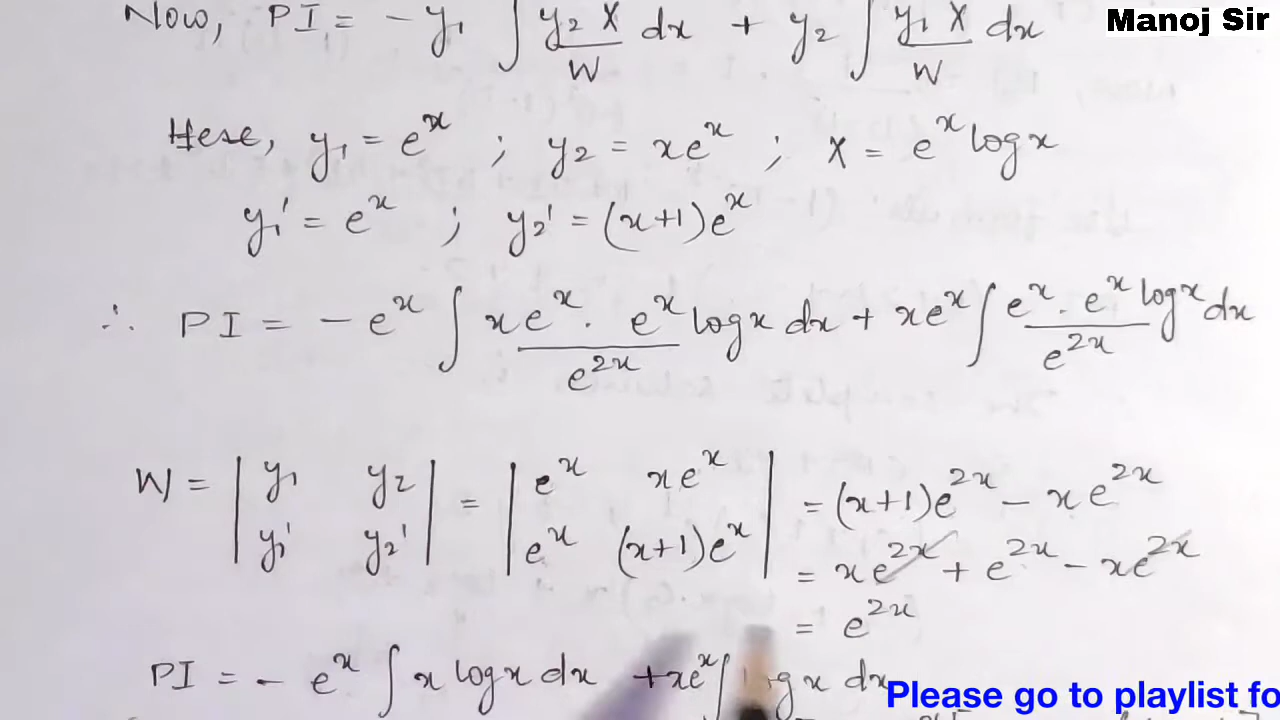 Manoj Sir
Now, PI = - y₁ ∫ y₂ X / W dx + y₂ ∫ y₁ X / W dx
Here, y₁ = eˣ ; y₂ = xeˣ ; X = eˣ log x
y₁' = eˣ ; y₂' = (x+1)eˣ
∴ PI = - eˣ ∫ x eˣ · eˣ / e²ˣ log x dx + xeˣ ∫ eˣ · eˣ / e²ˣ log x dx
W = | y₁ y₂ | = | eˣ xeˣ | = (x+1)e²ˣ - xe²ˣ
| y₁' y₂' | | eˣ (x+1)eˣ | = xe²ˣ + e²ˣ - xe²ˣ
= e²ˣ
PI = - eˣ ∫ x log x dx + xeˣ ∫ x dx
Please go to playlist fo